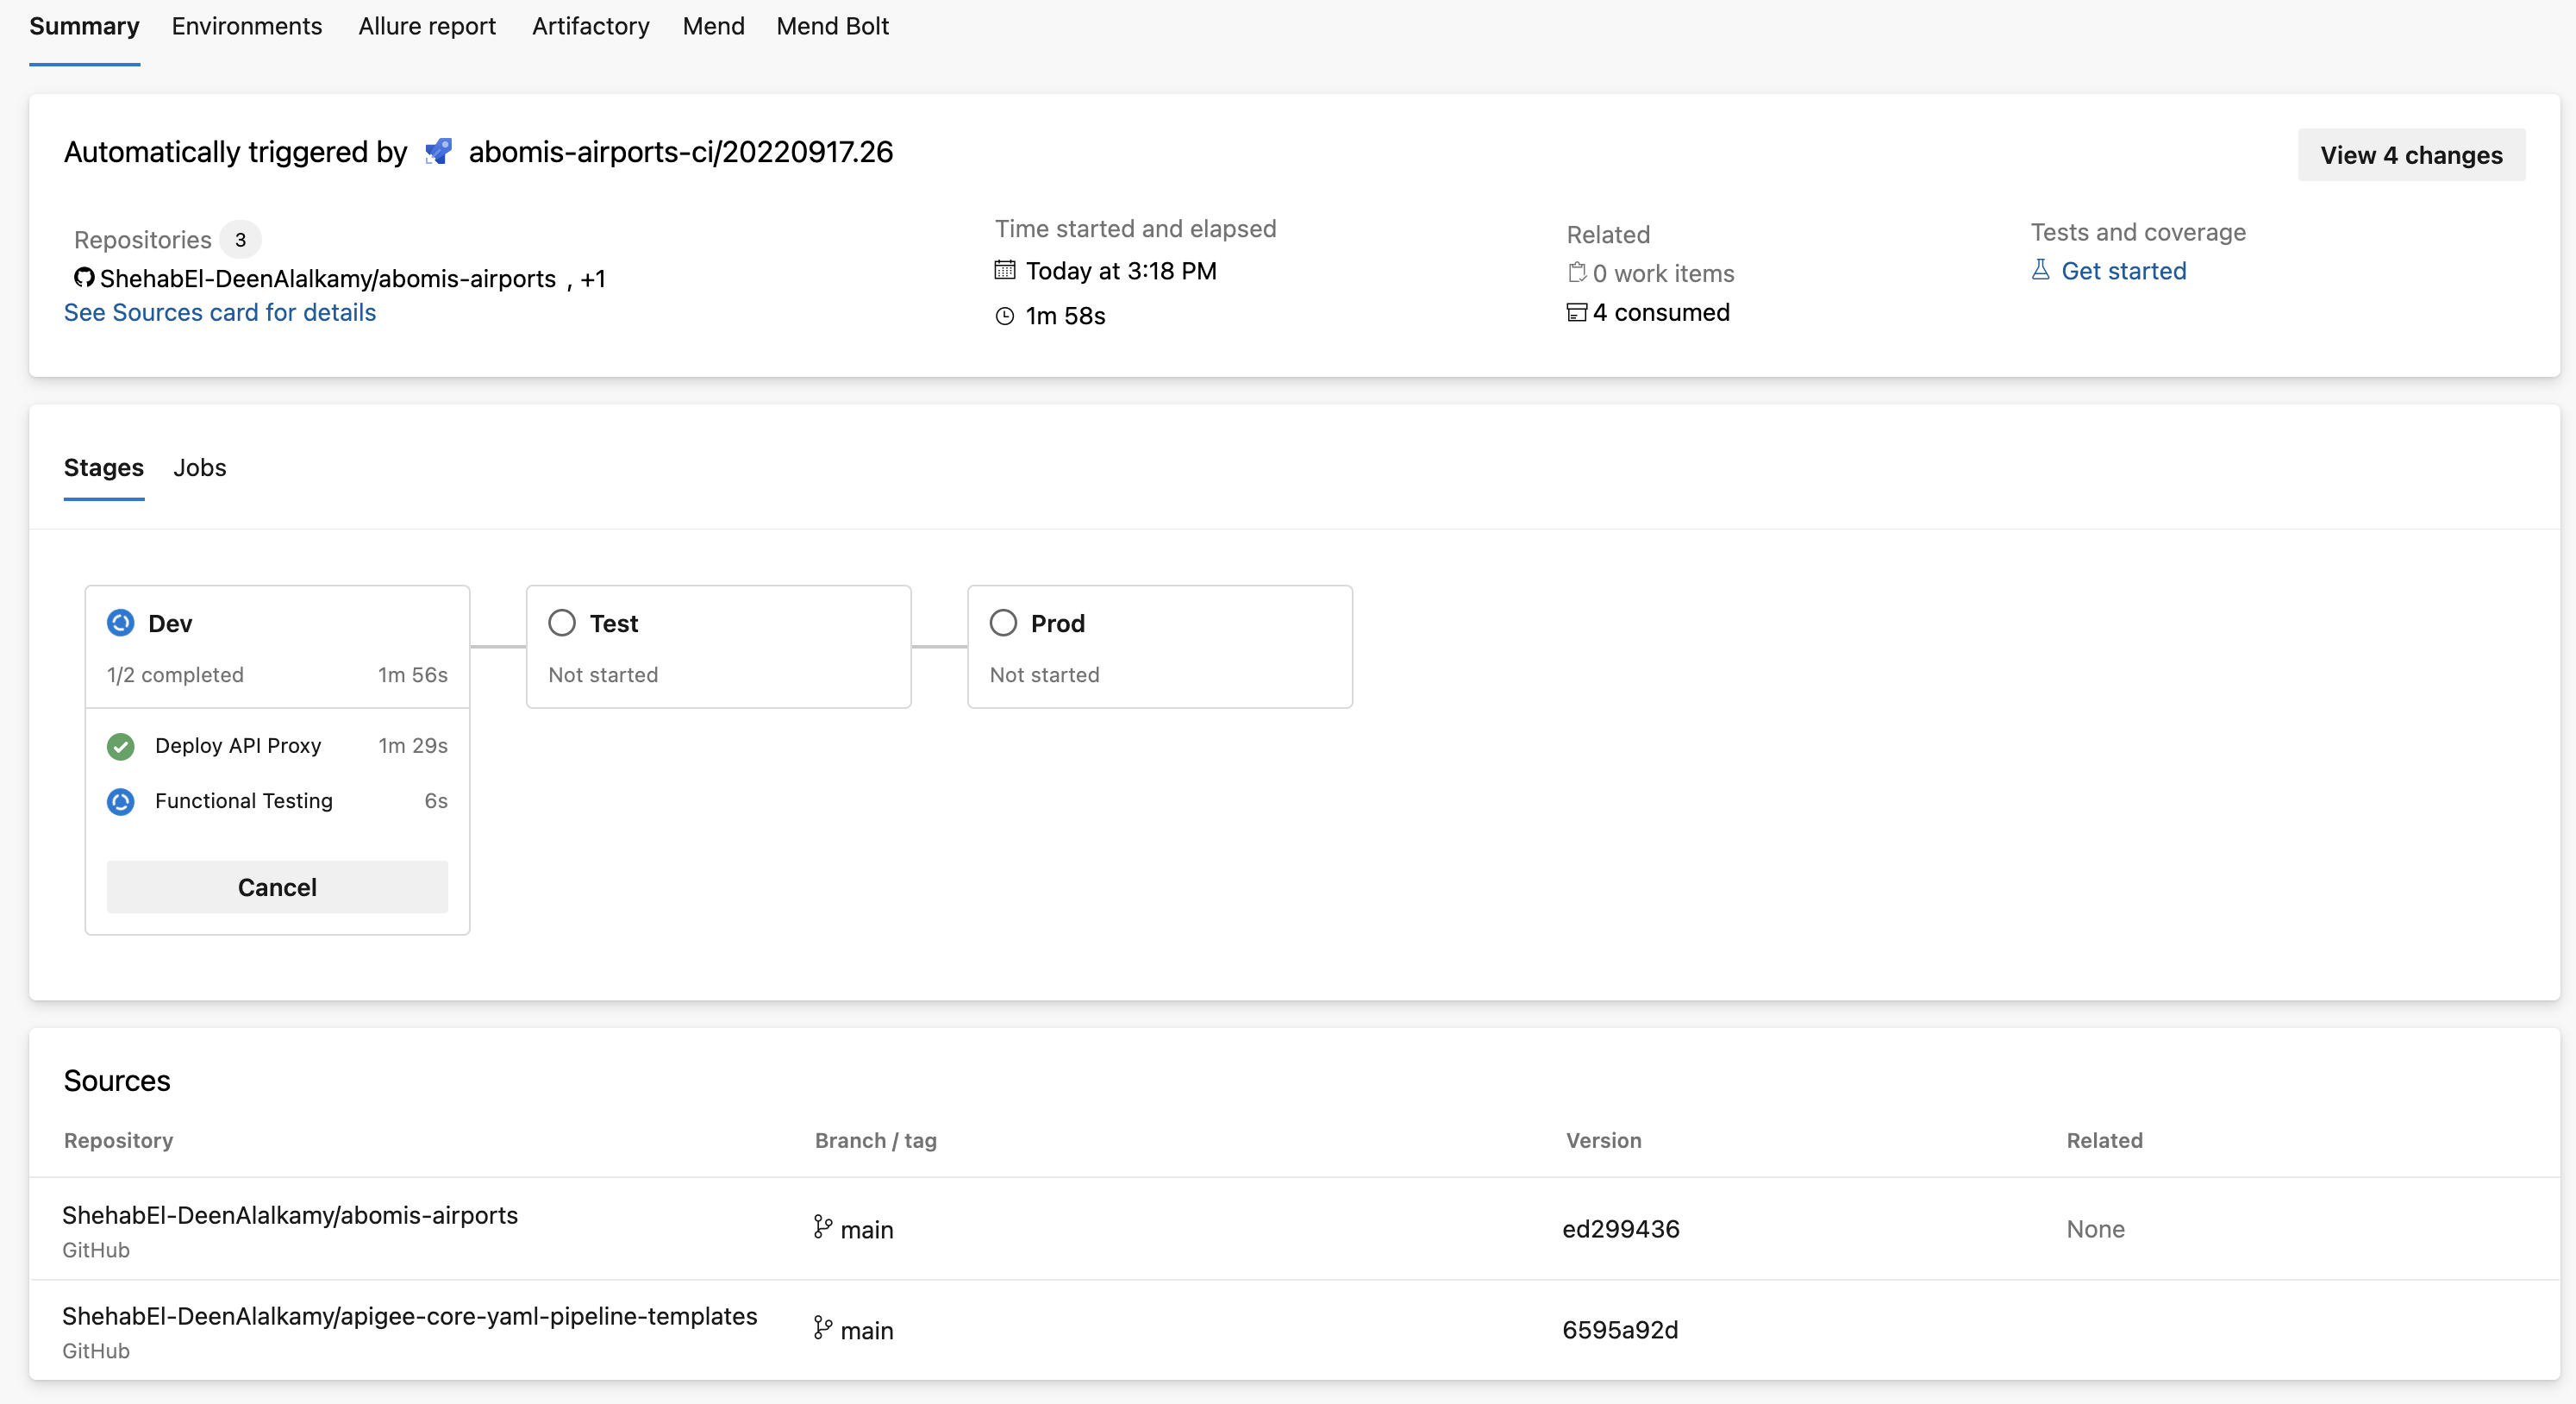 Summary Environments Allure report Artifactory Mend Mend Bolt
Automatically triggered by abomis-airports-ci/20220917.26
View 4 changes
Repositories 3
ShehabEl-DeenAlalkamy/abomis-airports , +1
See Sources card for details
Time started and elapsed
Today at 3:18 PM
1m 58s
Related
0 work items
4 consumed
Tests and coverage
Get started
Stages Jobs
Dev
1/2 completed 1m 56s
Deploy API Proxy 1m 29s
Functional Testing 6s
Cancel
Test
Not started
Prod
Not started
Sources
Repository Branch / tag Version Related
ShehabEl-DeenAlalkamy/abomis-airports
GitHub
main
ed299436
None
ShehabEl-DeenAlalkamy/apigee-core-yaml-pipeline-templates
GitHub
main
6595a92d